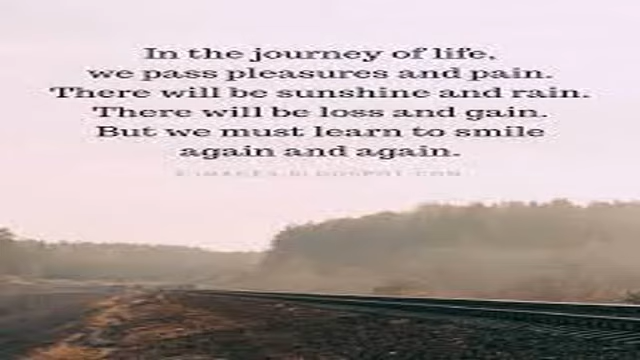 In the journey of life,
we pass pleasures and pain.
There will be sunshine and rain.
There will be loss and gain.
But we must learn to smile
again and again.